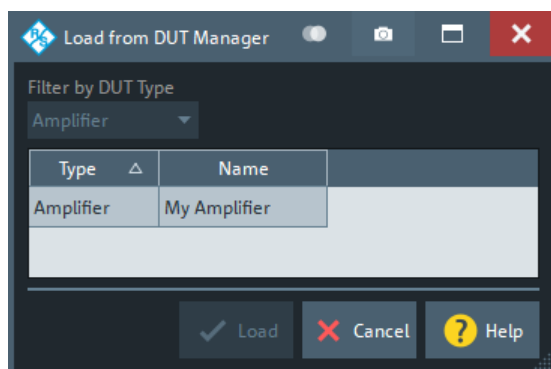 Load from DUT Manager
Filter by DUT Type
Amplifier
Type Name
Amplifier My Amplifier
Load Cancel ? Help